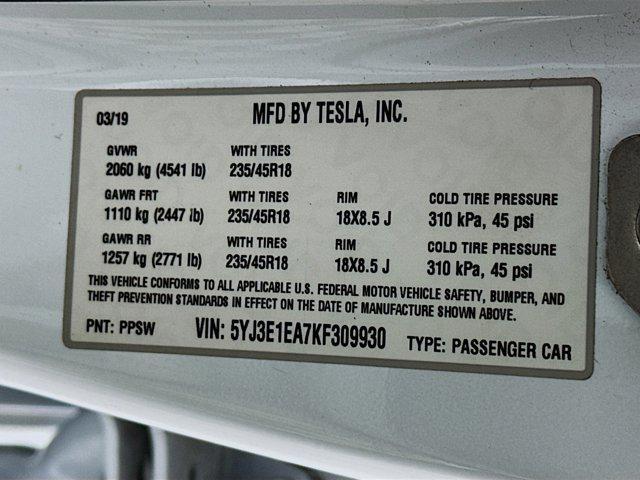 03/19 MFD BY TESLA, INC.
GVWR WITH TIRES
2060 kg (4541 lb) 235/45R18
GAWR FRT WITH TIRES RIM COLD TIRE PRESSURE
1110 kg (2447 lb) 235/45R18 18X8.5 J 310 kPa, 45 psi
GAWR RR WITH TIRES RIM COLD TIRE PRESSURE
1257 kg (2771 lb) 235/45R18 18X8.5 J 310 kPa, 45 psi
THIS VEHICLE CONFORMS TO ALL APPLICABLE U.S. FEDERAL MOTOR VEHICLE SAFETY, BUMPER, AND
THEFT PREVENTION STANDARDS IN EFFECT ON THE DATE OF MANUFACTURE SHOWN ABOVE.
PNT: PPSW VIN: 5YJ3E1EA7KF309930 TYPE: PASSENGER CAR